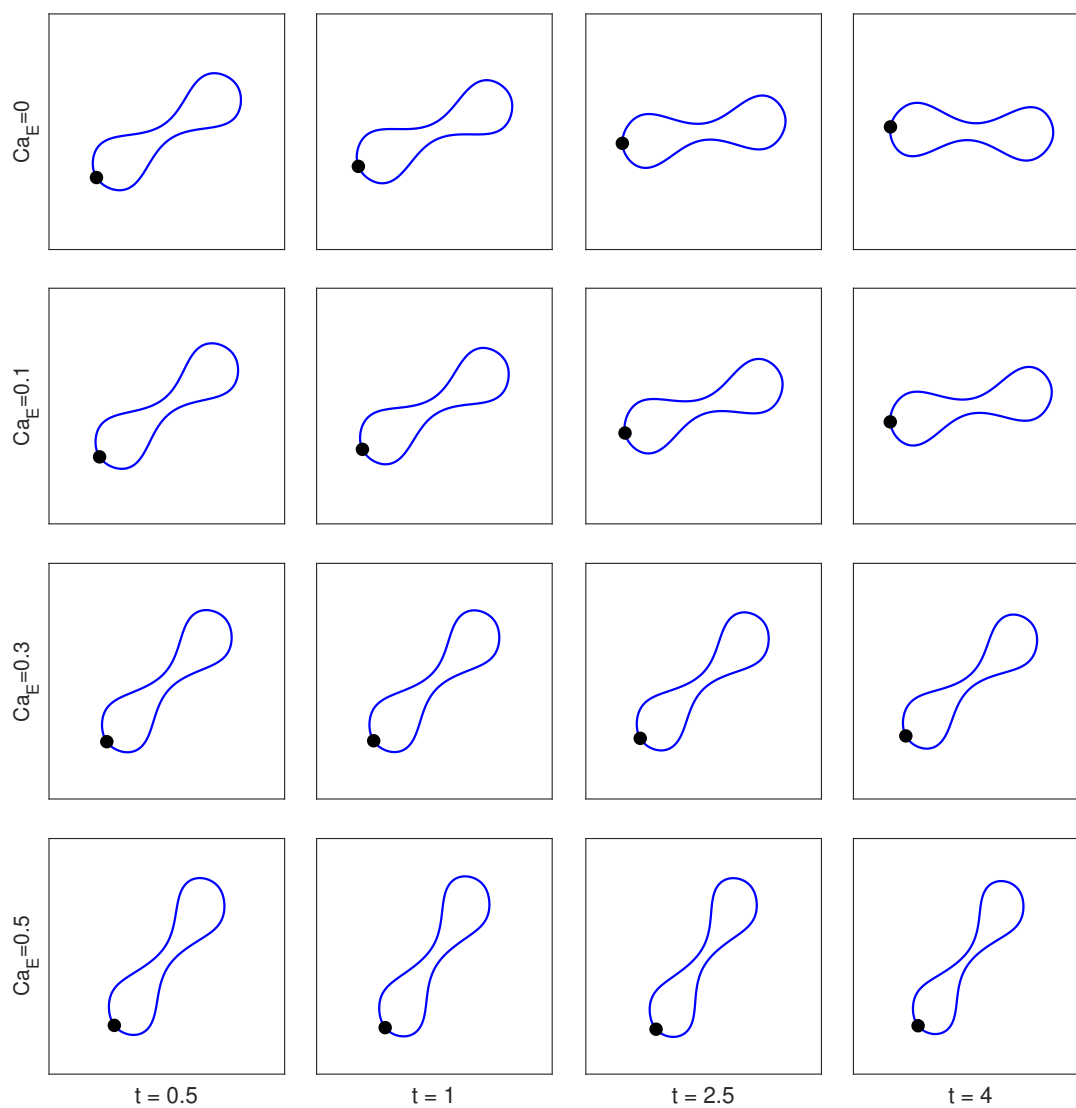 Ca_E=0
Ca_E=0.1
Ca_E=0.3
Ca_E=0.5
t = 0.5
t = 1
t = 2.5
t = 4